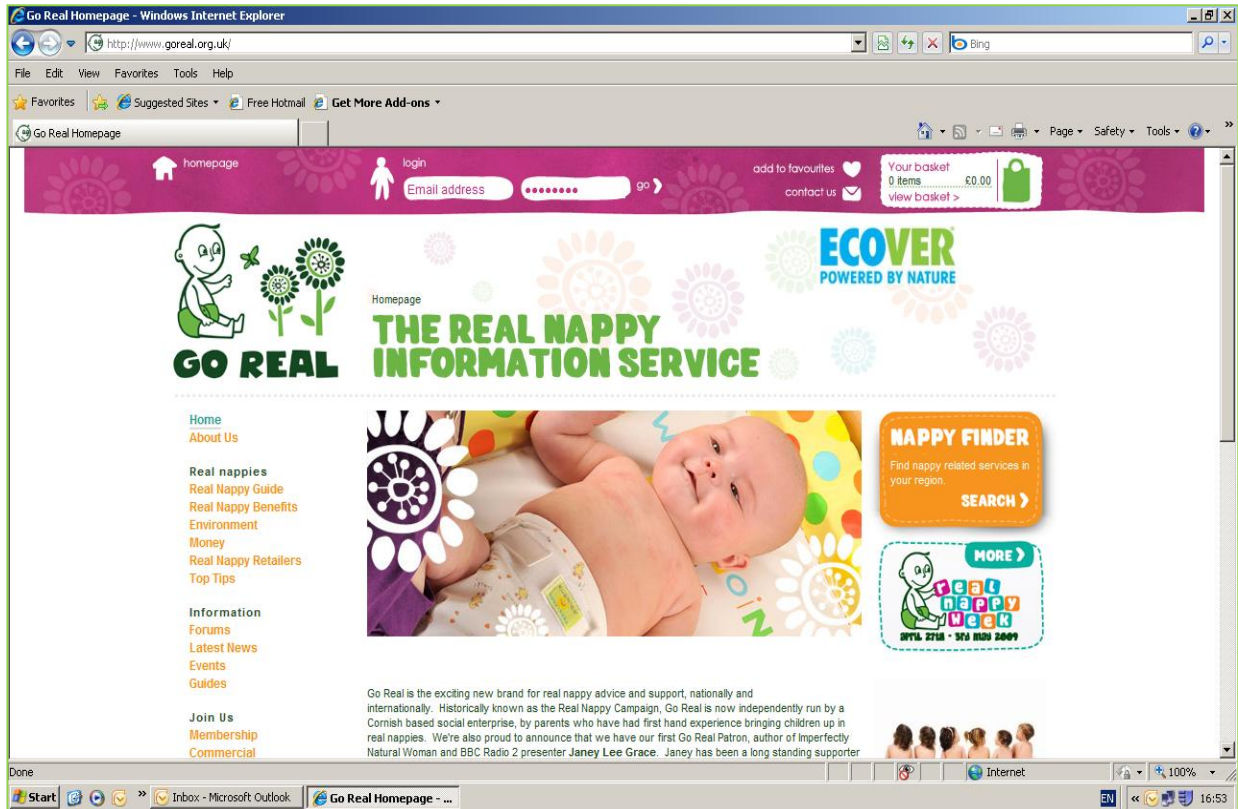 Go Real Homepage - Windows Internet Explorer
http://www.goreal.org.uk/
Bing
File Edit View Favorites Tools Help
Favorites Suggested Sites Free Hotmail Get More Add-ons
Go Real Homepage
Page Safety Tools
homepage
login
Email address
go
add to favourites
contact us
Your basket
0 items £0.00
view basket >
GO REAL
ECOVER
POWERED BY NATURE
Homepage
THE REAL NAPPY
INFORMATION SERVICE
Home
About Us
Real nappies
Real Nappy Guide
Real Nappy Benefits
Environment
Money
Real Nappy Retailers
Top Tips
Information
Forums
Latest News
Events
Guides
Join Us
Membership
Commercial
NAPPY FINDER
Find nappy related services in
your region.
SEARCH
MORE
real
nappy
week
APRIL 27th - 3rd MAY 2009
Go Real is the exciting new brand for real nappy advice and support, nationally and
internationally. Historically known as the Real Nappy Campaign, Go Real is now independently run by a
Cornish based social enterprise, by parents who have had first hand experience bringing children up in
real nappies. We're also proud to announce that we have our first Go Real Patron, author of Imperfectly
Natural Woman and BBC Radio 2 presenter Janey Lee Grace. Janey has been a long standing supporter
Done
Internet
100%
Start
Inbox - Microsoft Outlook
Go Real Homepage - ...
EN
16:53